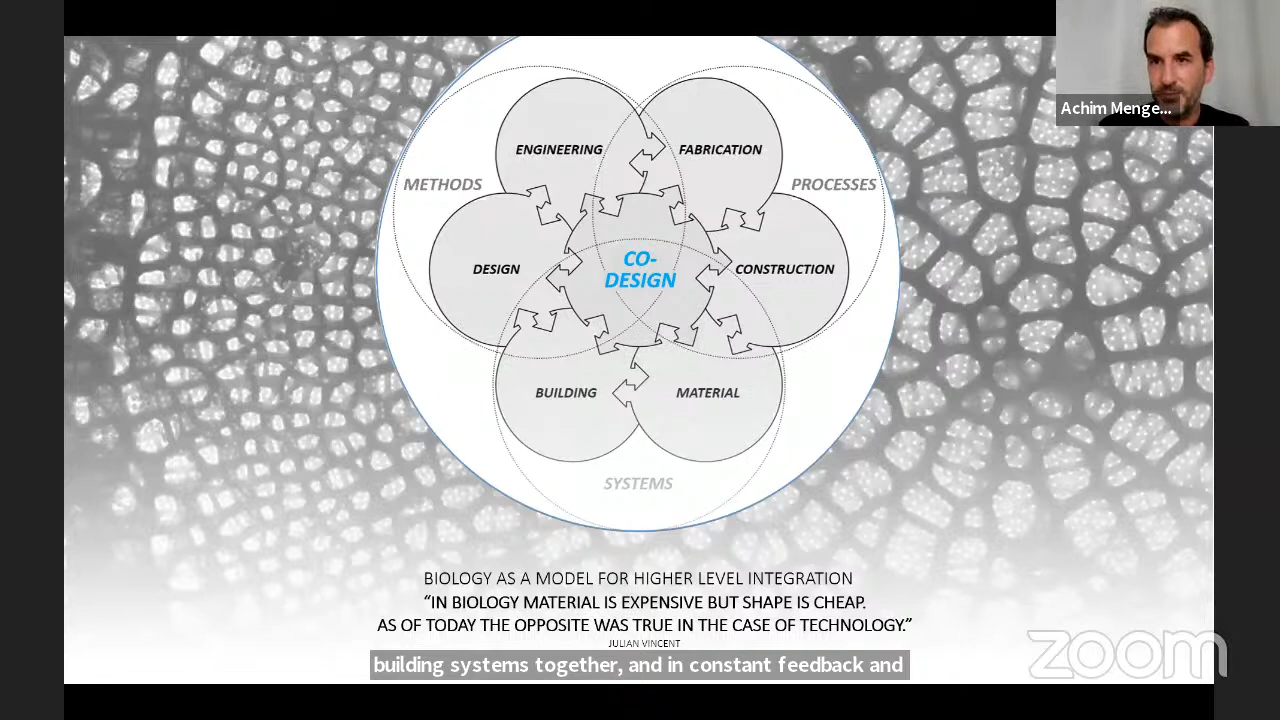 Achim Menge...
ENGINEERING
FABRICATION
METHODS
PROCESSES
CO-
DESIGN
DESIGN
CONSTRUCTION
BUILDING
MATERIAL
SYSTEMS
BIOLOGY AS A MODEL FOR HIGHER LEVEL INTEGRATION
“IN BIOLOGY MATERIAL IS EXPENSIVE BUT SHAPE IS CHEAP.
AS OF TODAY THE OPPOSITE WAS TRUE IN THE CASE OF TECHNOLOGY.”
JULIAN VINCENT
building systems together, and in constant feedback and
zoom